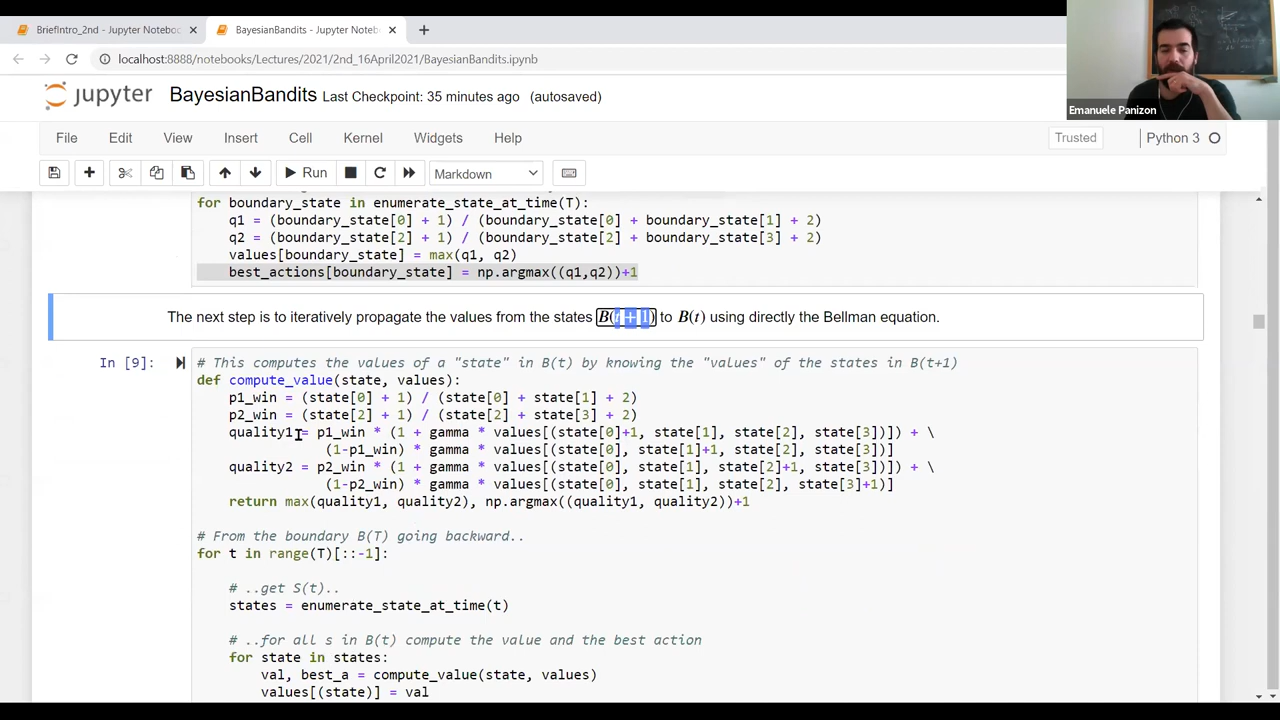 BriefIntro_2nd - Jupyter Notebook
BayesianBandits - Jupyter Noteb
localhost:8888/notebooks/Lectures/2021/2nd_16April2021/BayesianBandits.ipynb
Emanuele Panizon
jupyter BayesianBandits Last Checkpoint: 35 minutes ago (autosaved)
File Edit View Insert Cell Kernel Widgets Help Trusted Python 3
Run Markdown
for boundary_state in enumerate_state_at_time(T):
q1 = (boundary_state[0] + 1) / (boundary_state[0] + boundary_state[1] + 2)
q2 = (boundary_state[2] + 1) / (boundary_state[2] + boundary_state[3] + 2)
values[boundary_state] = max(q1, q2)
best_actions[boundary_state] = np.argmax((q1,q2))+1
The next step is to iteratively propagate the values from the states B(t + 1) to B(t) using directly the Bellman equation.
In [9]:
# This computes the values of a "state" in B(t) by knowing the "values" of the states in B(t+1)
def compute_value(state, values):
p1_win = (state[0] + 1) / (state[0] + state[1] + 2)
p2_win = (state[2] + 1) / (state[2] + state[3] + 2)
quality1 = p1_win * (1 + gamma * values[(state[0]+1, state[1], state[2], state[3])]) + \
(1-p1_win) * gamma * values[(state[0], state[1]+1, state[2], state[3])]
quality2 = p2_win * (1 + gamma * values[(state[0], state[1], state[2]+1, state[3])]) + \
(1-p2_win) * gamma * values[(state[0], state[1], state[2], state[3]+1)]
return max(quality1, quality2), np.argmax((quality1, quality2))+1
# From the boundary B(T) going backward..
for t in range(T)[::-1]:
# ..get S(t)..
states = enumerate_state_at_time(t)
# ..for all s in B(t) compute the value and the best action
for state in states:
val, best_a = compute_value(state, values)
values[(state)] = val